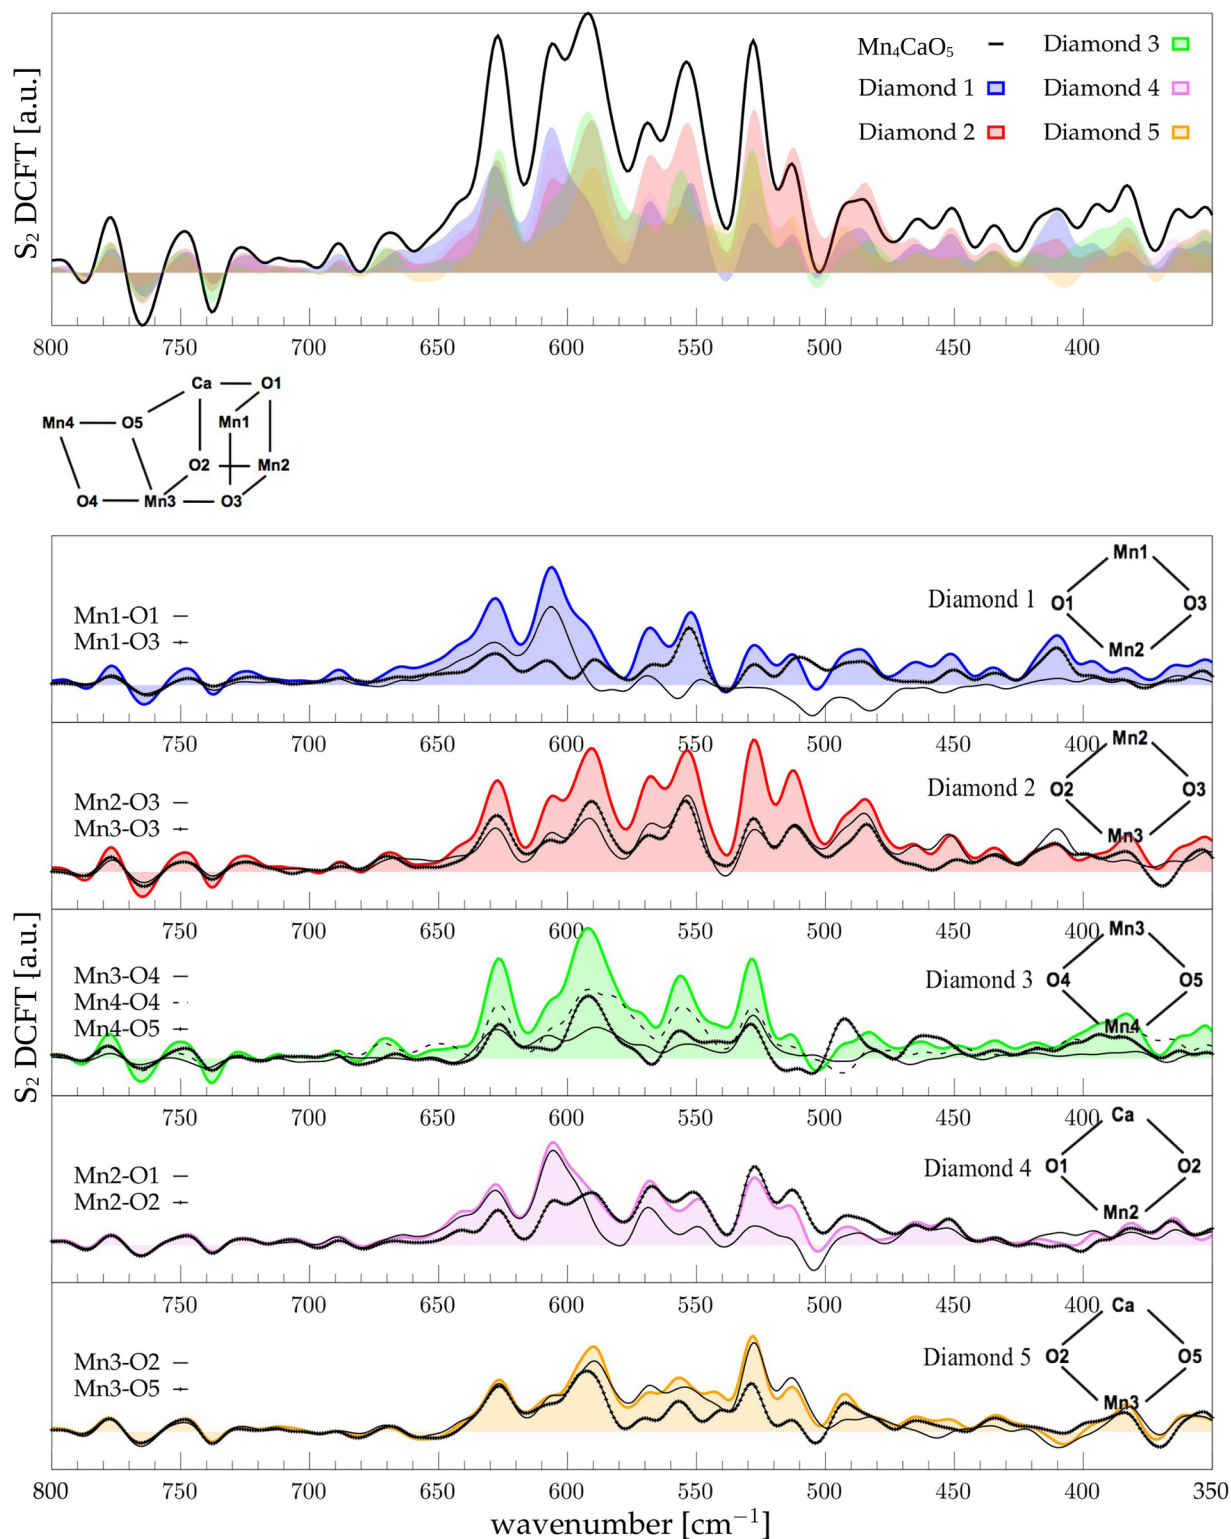 S₂ DCFT [a.u.]
Mn₄CaO₅ Diamond 3
Diamond 1 Diamond 4
Diamond 2 Diamond 5
800 750 700 650 600 550 500 450 400
Ca O1
Mn4 O5 Mn1
O2 Mn2
O4 Mn3 O3
S₂ DCFT [a.u.]
Mn1
Mn1-O1 Diamond 1 O1 O3
Mn1-O3
Mn2
750 700 650 600 550 500 450 400
Mn2
Mn2-O3 Diamond 2 O2 O3
Mn3-O3
Mn3
750 700 650 600 550 500 450 400
Mn3
Mn3-O4 Diamond 3 O4 O5
Mn4-O4
Mn4-O5 Mn4
750 700 650 600 550 500 450 400
Ca
Mn2-O1 Diamond 4 O1 O2
Mn2-O2
Mn2
750 700 650 600 550 500 450 400
Ca
Mn3-O2 Diamond 5 O2 O5
Mn3-O5
Mn3
800 750 700 650 600 550 500 450 400 350
wavenumber [cm⁻¹]